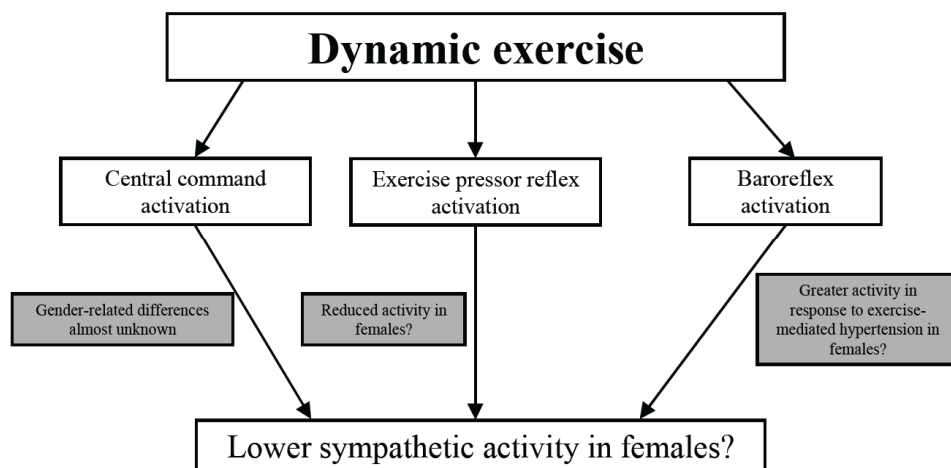 Dynamic exercise
Central command
activation
Exercise pressor reflex
activation
Baroreflex
activation
Gender-related differences
almost unknown
Reduced activity in
females?
Greater activity in
response to exercise-
mediated hypertension in
females?
Lower sympathetic activity in females?